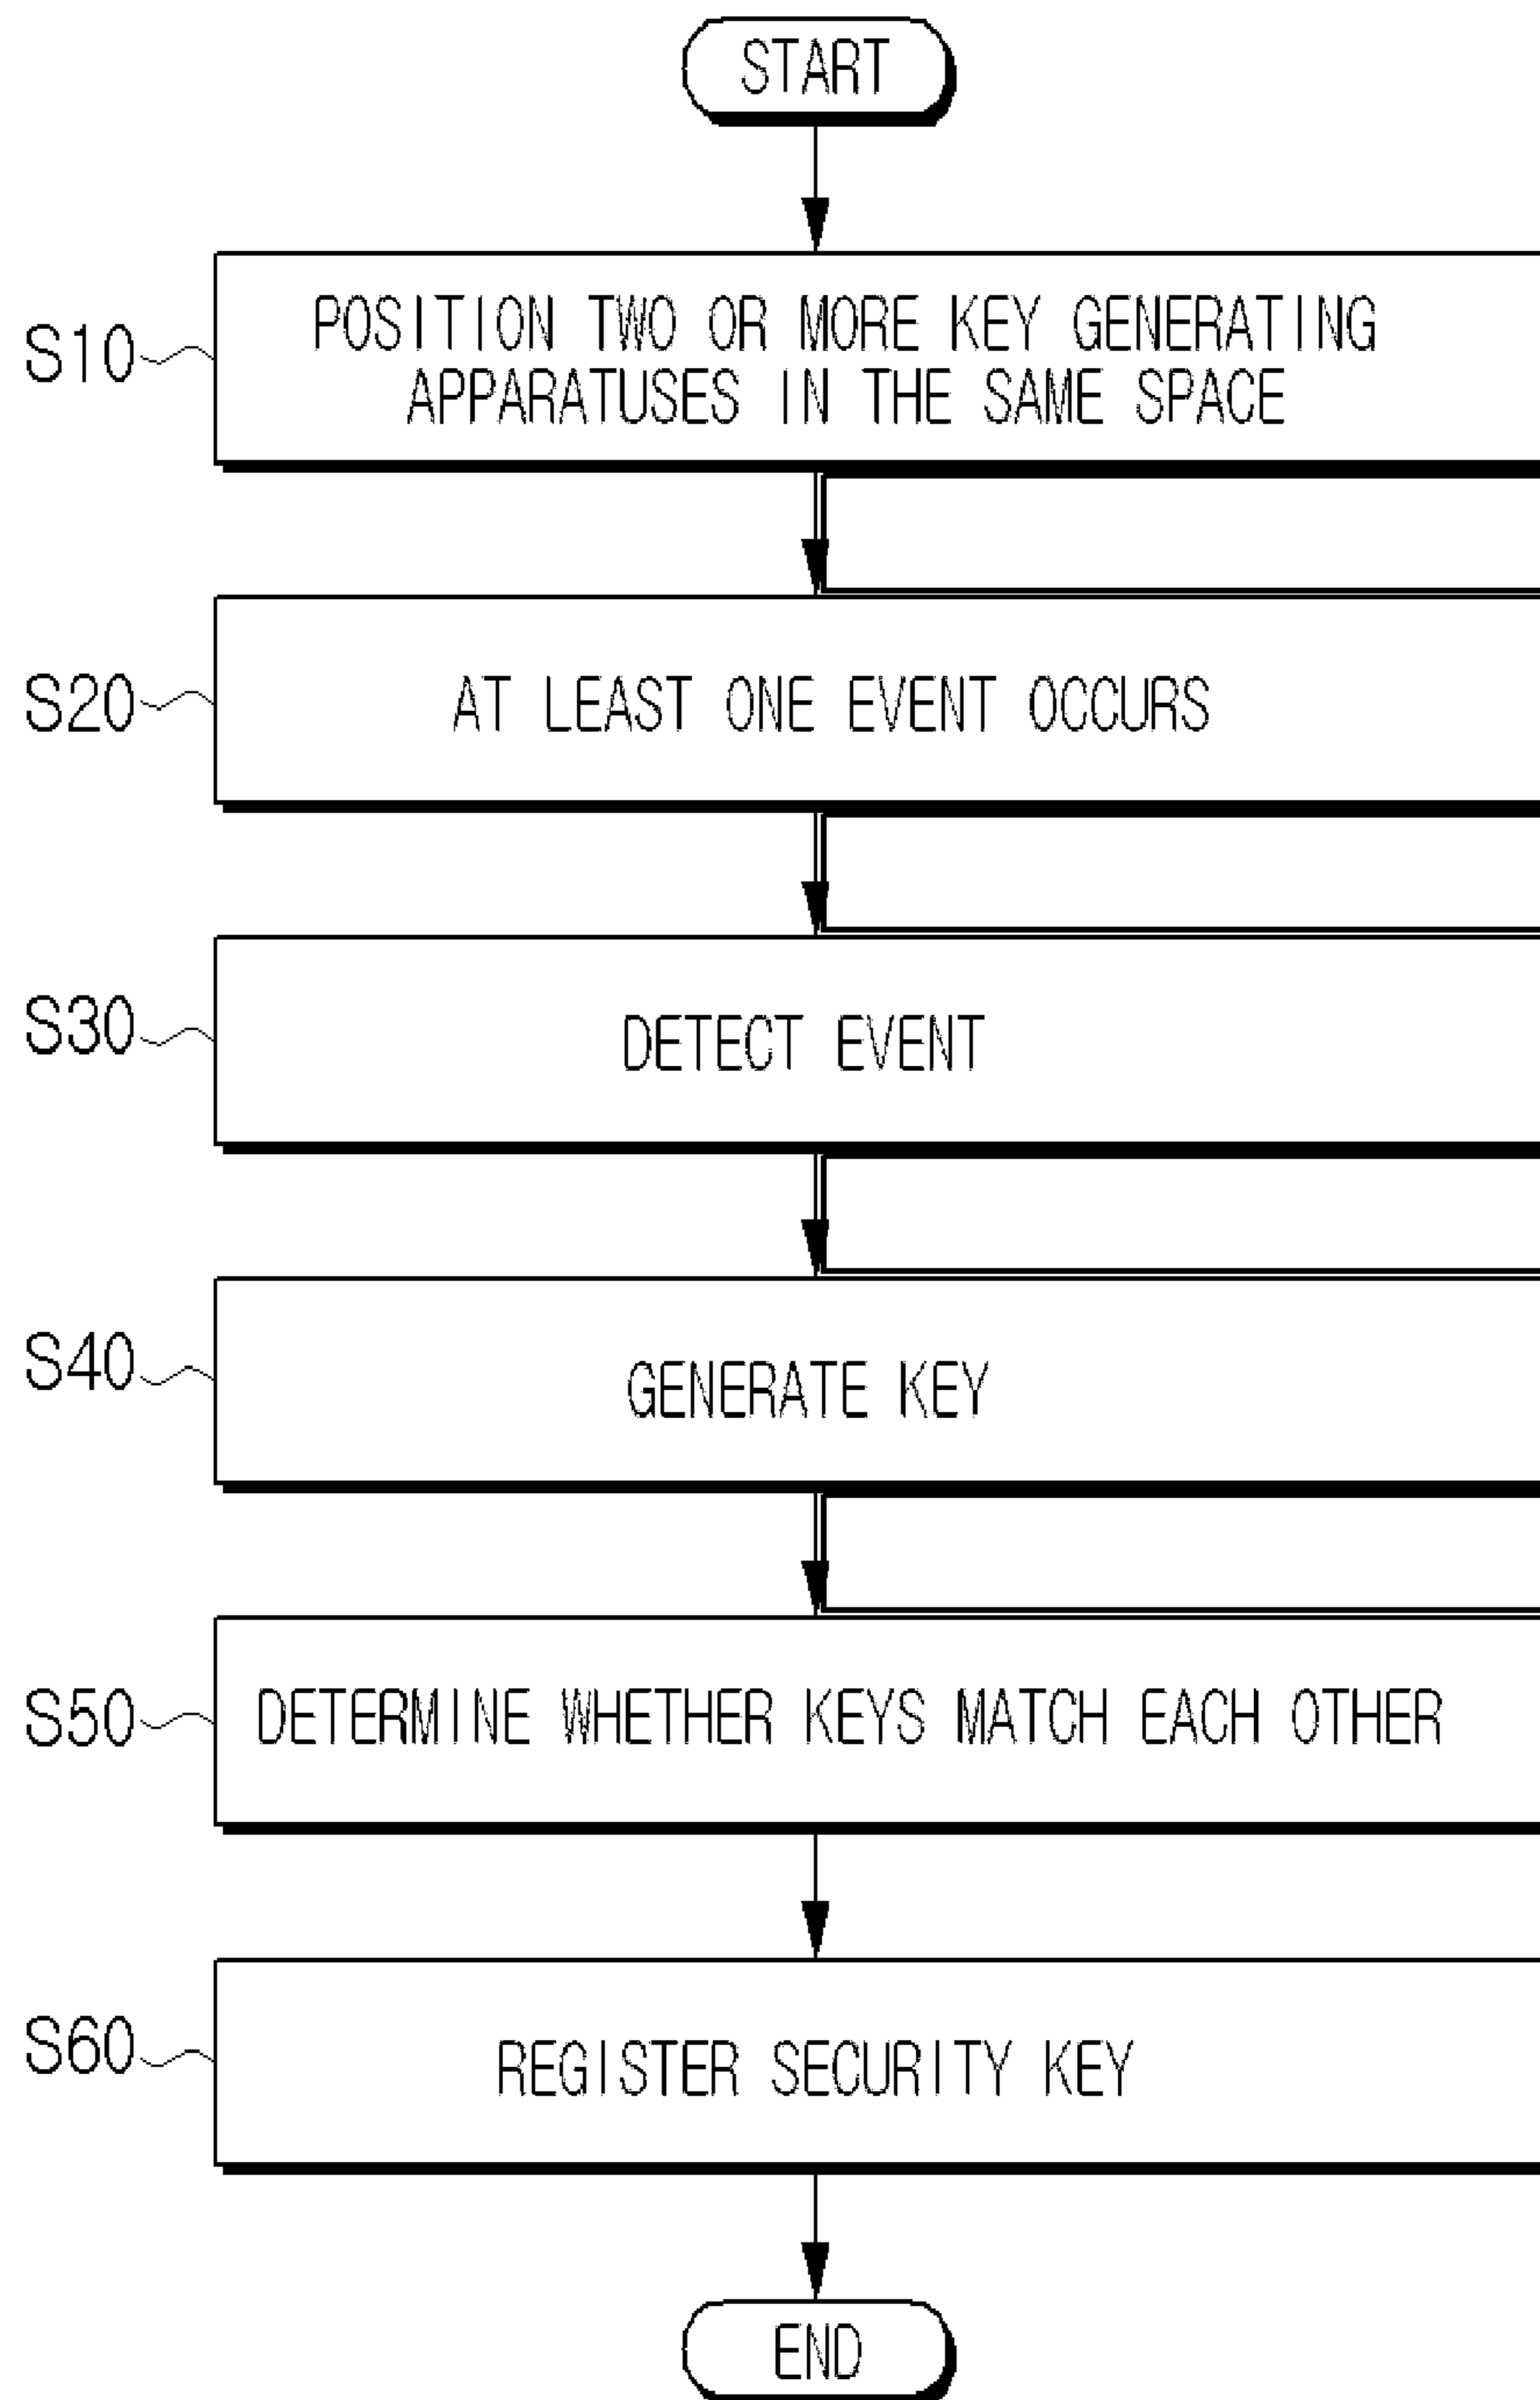 START
S10
POSITION TWO OR MORE KEY GENERATING
APPARATUSES IN THE SAME SPACE
S20
AT LEAST ONE EVENT OCCURS
S30
DETECT EVENT
S40
GENERATE KEY
S50
DETERMINE WHETHER KEYS MATCH EACH OTHER
S60
REGISTER SECURITY KEY
END